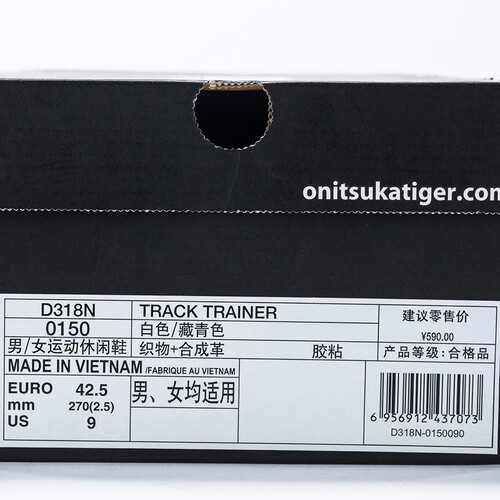 onitsukatiger.com
D318N
0150
男/女运动休闲鞋
TRACK TRAINER
白色/藏青色
织物+合成革 胶粘
建议零售价
¥590.00
产品等级:合格品
MADE IN VIETNAM /FABRIQUE AU VIETNAM
EURO 42.5
mm 270(2.5)
US 9
男、女均适用
6 956912 437073
D318N-0150090